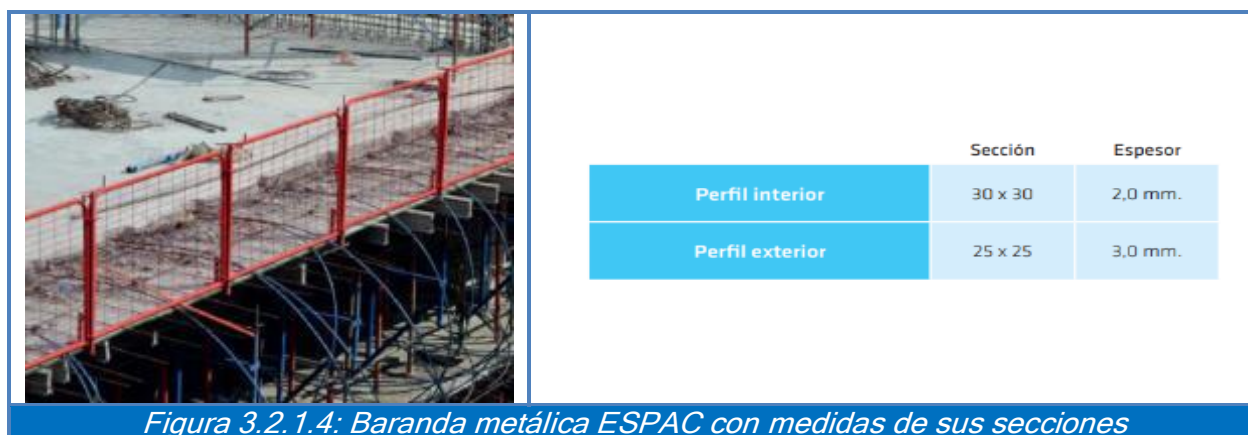 Sección Espesor
Perfil interior 30 x 30 2,0 mm.
Perfil exterior 25 x 25 3,0 mm.
Figura 3.2.1.4: Baranda metálica ESPAC con medidas de sus secciones